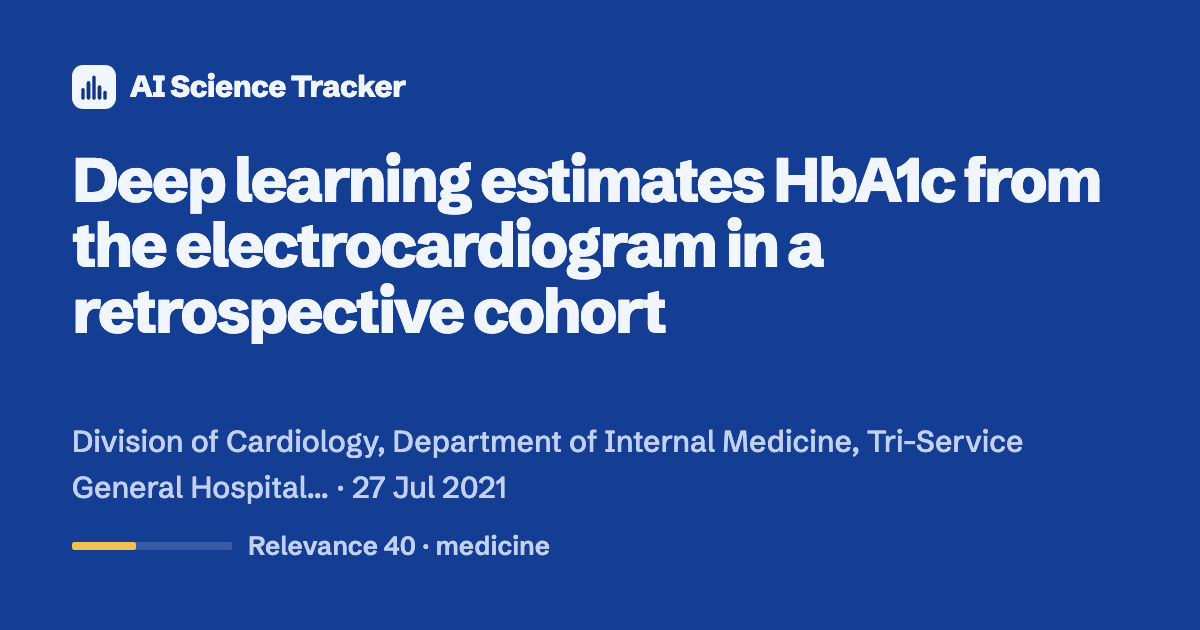 AI Science Tracker
Deep learning estimates HbA1c from
the electrocardiogram in a
retrospective cohort
Division of Cardiology, Department of Internal Medicine, Tri-Service
General Hospital... · 27 Jul 2021
Relevance 40 · medicine